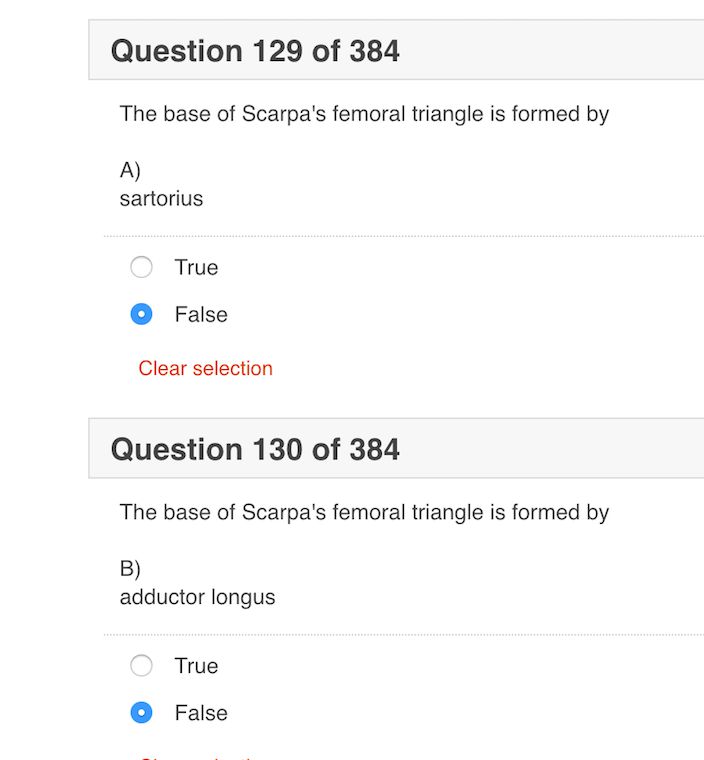 Question 129 of 384
The base of Scarpa's femoral triangle is formed by
A)
sartorius
True
False
Clear selection
Question 130 of 384
The base of Scarpa's femoral triangle is formed by
B)
adductor longus
True
False